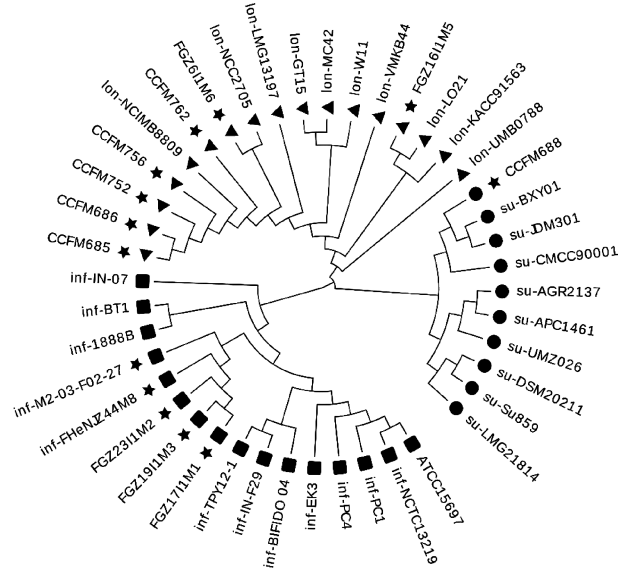 CCFM685
CCFM686
CCFM752
CCFM756
lon-NCIMB8809
CCFM762
FGZ6I1M6
lon-NCC2705
lon-LMG13197
lon-GT15
lon-MC42
lon-W11
lon-VMKB44
FGZ16I1M5
lon-LO21
lon-KACC91563
lon-UMB0788
CCFM688
su-BXY01
su-JDM301
su-CMCC90001
su-AGR2137
su-APC1461
su-UMZ026
su-DSM20211
su-Su859
su-LMG21814
ATCC15697
inf-NCTC13219
inf-PC1
inf-PC4
inf-EK3
inf-BIFIDO 04
inf-IN-F29
inf-TPY12-1
FGZ17I1M1
FGZ19I1M3
FGZ23I1M2
inf-FHeNJZ44M8
inf-M2-03-F02-27
inf-1888B
inf-BT1
inf-IN-07